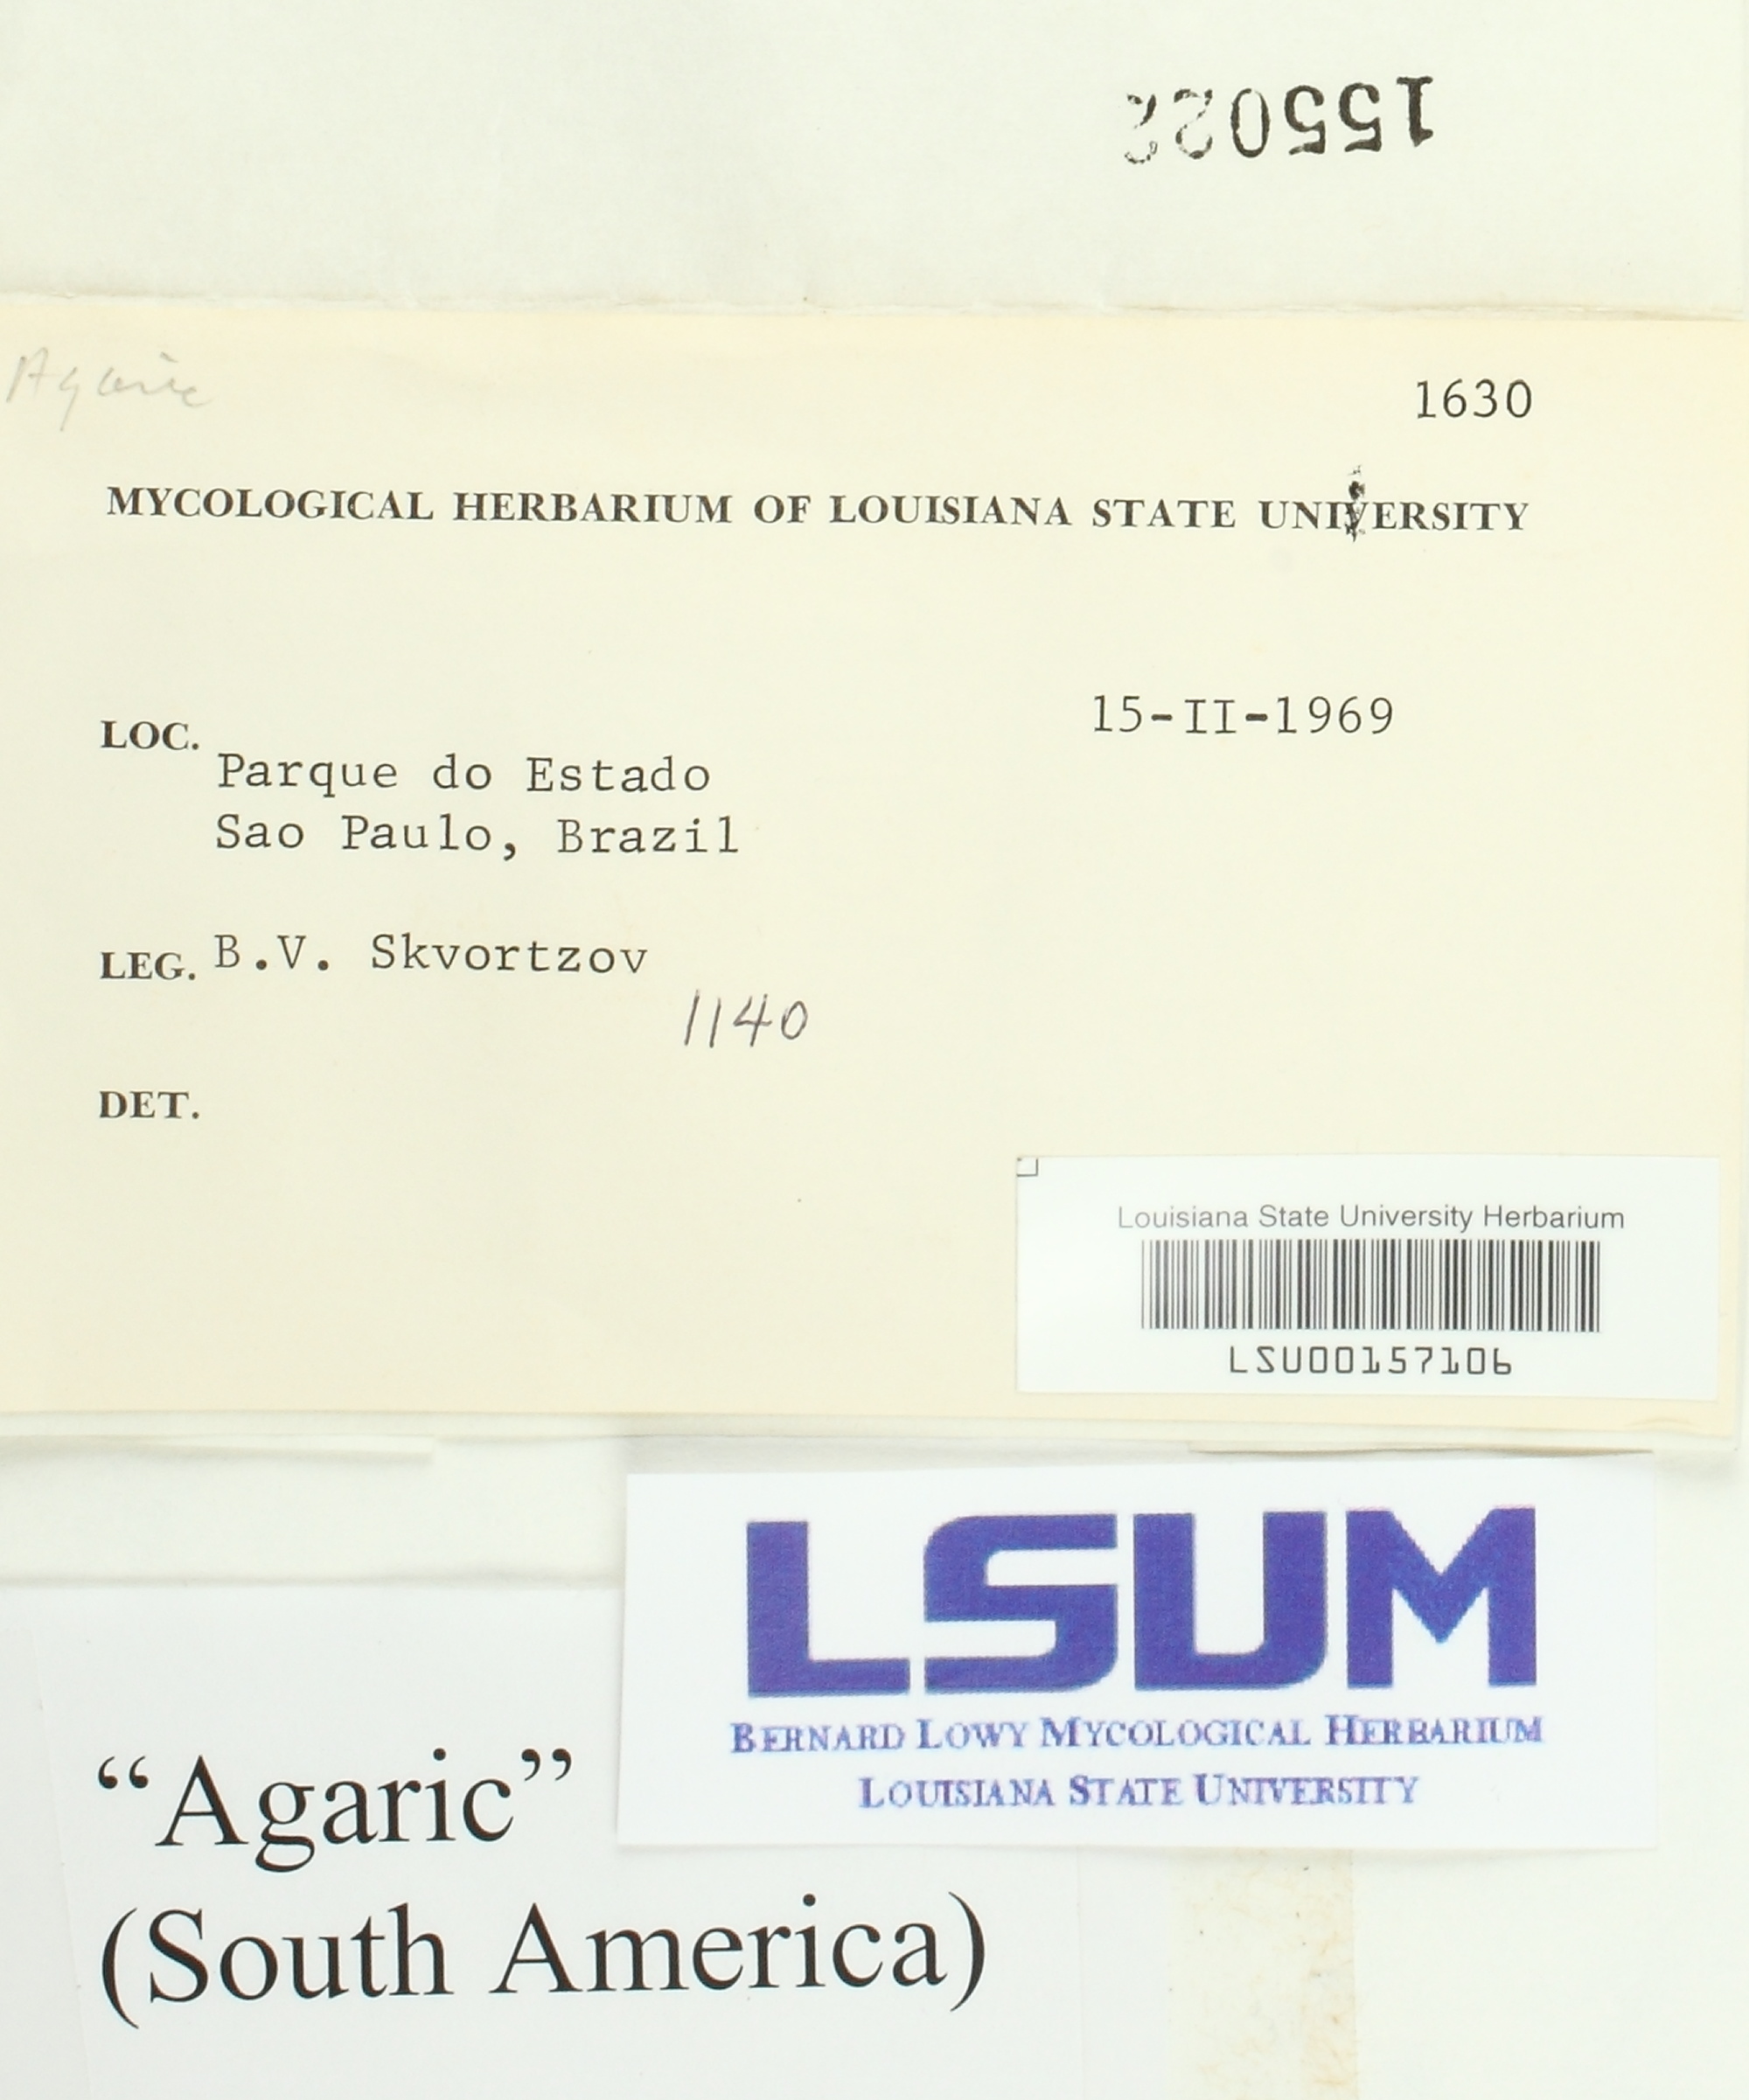 155022
Agaric
1630
MYCOLOGICAL HERBARIUM OF LOUISIANA STATE UNIVERSITY
15-II-1969
LOC.
Parque do Estado
Sao Paulo, Brazil
LEG. B.V. Skvortzov
1140
DET.
Louisiana State University Herbarium
LSU00157106
LSUM
BERNARD LOWY MYCOLOGICAL HERBARIUM
LOUISIANA STATE UNIVERSITY
“Agaric”
(South America)